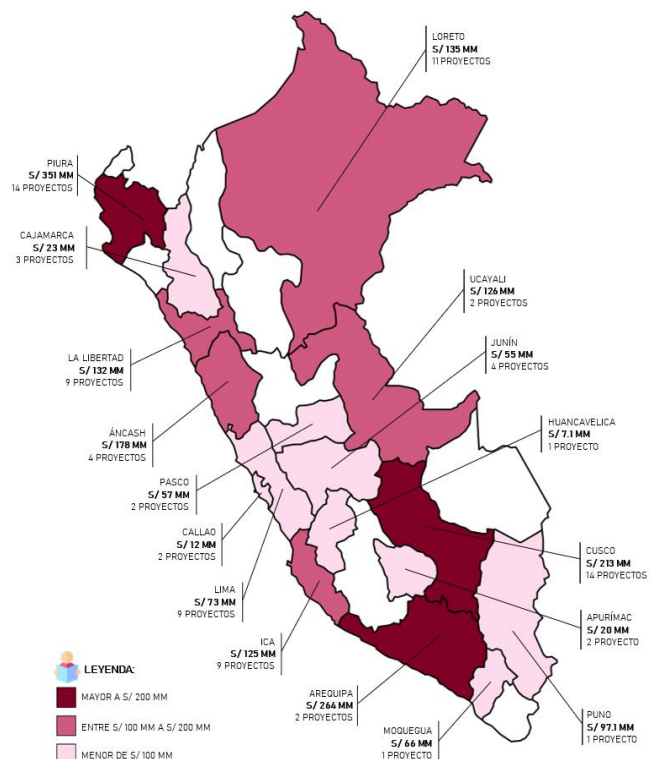 LORETO
S/ 135 MM
11 PROYECTOS
PIURA
S/ 351 MM
14 PROYECTOS
CAJAMARCA
S/ 23 MM
3 PROYECTOS
UCAYALI
S/ 126 MM
2 PROYECTOS
JUNÍN
S/ 55 MM
4 PROYECTOS
LA LIBERTAD
S/ 132 MM
9 PROYECTOS
HUANCAVELICA
S/ 7.1 MM
1 PROYECTO
ÁNCASH
S/ 178 MM
4 PROYECTOS
PASCO
S/ 57 MM
2 PROYECTOS
CALLAO
S/ 12 MM
2 PROYECTOS
CUSCO
S/ 213 MM
14 PROYECTOS
LIMA
S/ 73 MM
9 PROYECTOS
APURÍMAC
S/ 20 MM
2 PROYECTO
ICA
S/ 125 MM
9 PROYECTOS
AREQUIPA
S/ 264 MM
2 PROYECTOS
PUNO
S/ 97.1 MM
1 PROYECTO
MOQUEGUA
S/ 66 MM
1 PROYECTO
LEYENDA:
MAYOR A S/ 200 MM
ENTRE S/ 100 MM A S/ 200 MM
MENOR DE S/ 100 MM